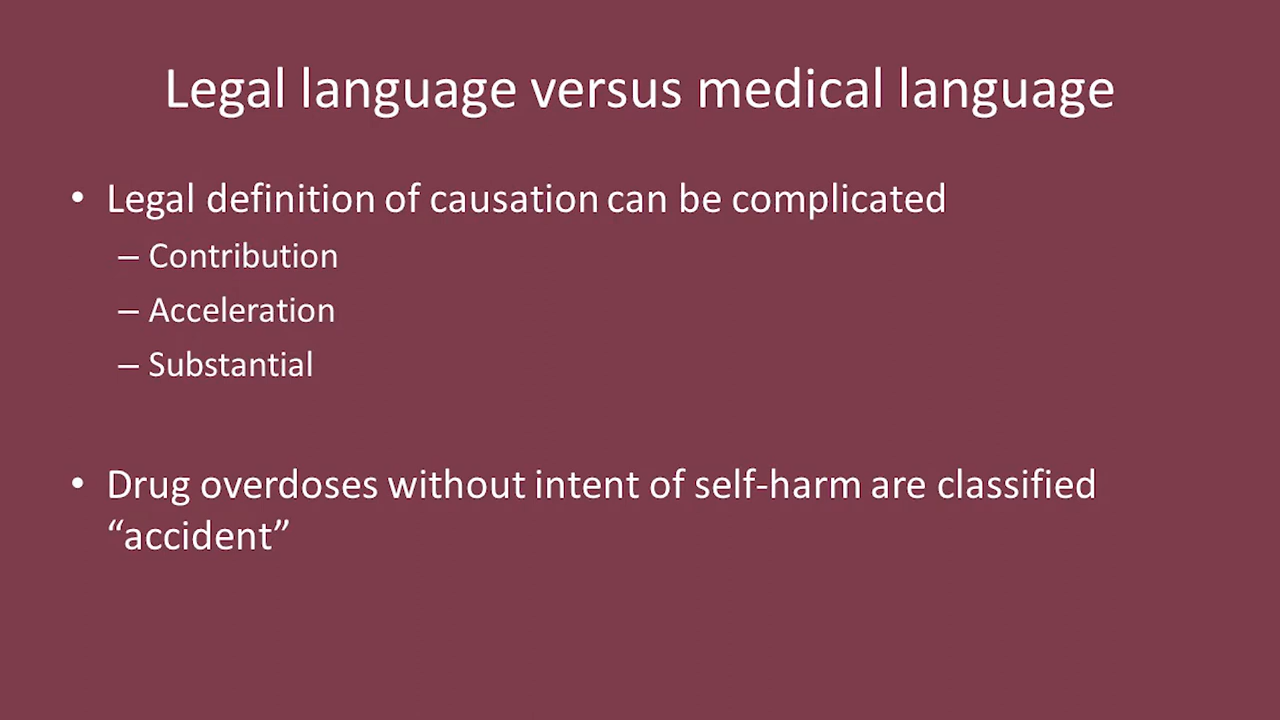 Legal language versus medical language
• Legal definition of causation can be complicated
– Contribution
– Acceleration
– Substantial
• Drug overdoses without intent of self-harm are classified
“accident”